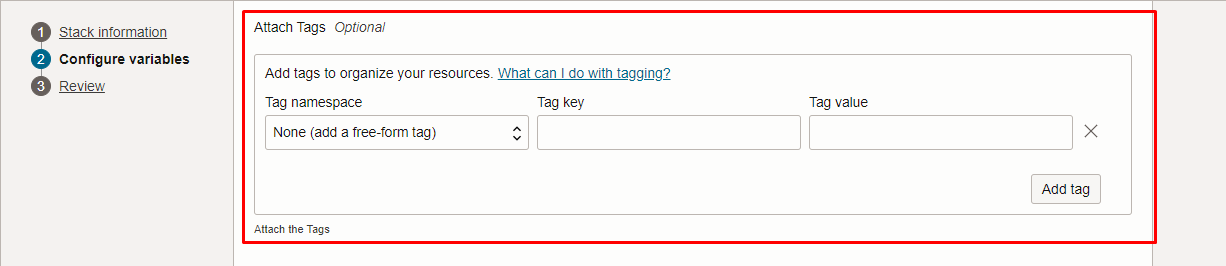 1 Stack information
2 Configure variables
3 Review
Attach Tags Optional
Add tags to organize your resources. What can I do with tagging?
Tag namespace Tag key Tag value
None (add a free-form tag)
Add tag
Attach the Tags